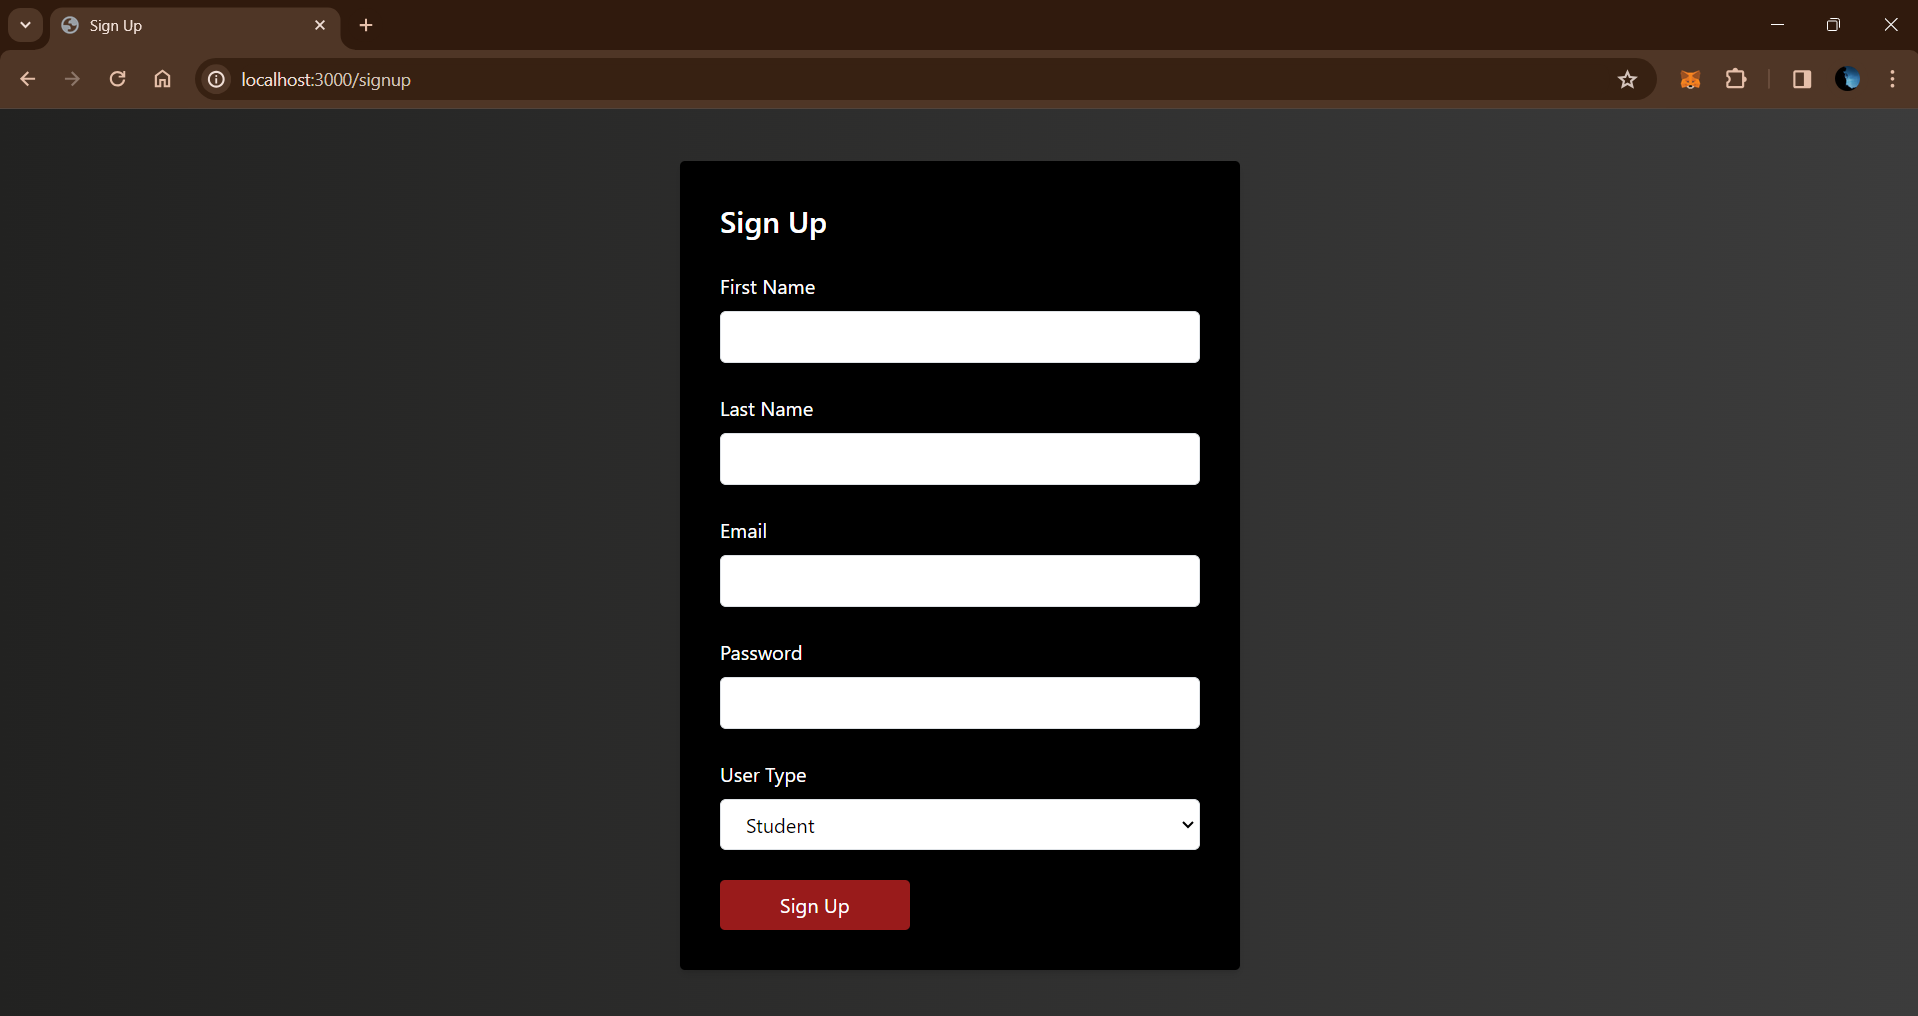 Sign Up
localhost:3000/signup
Sign Up
First Name
Last Name
Email
Password
User Type
Student
Sign Up